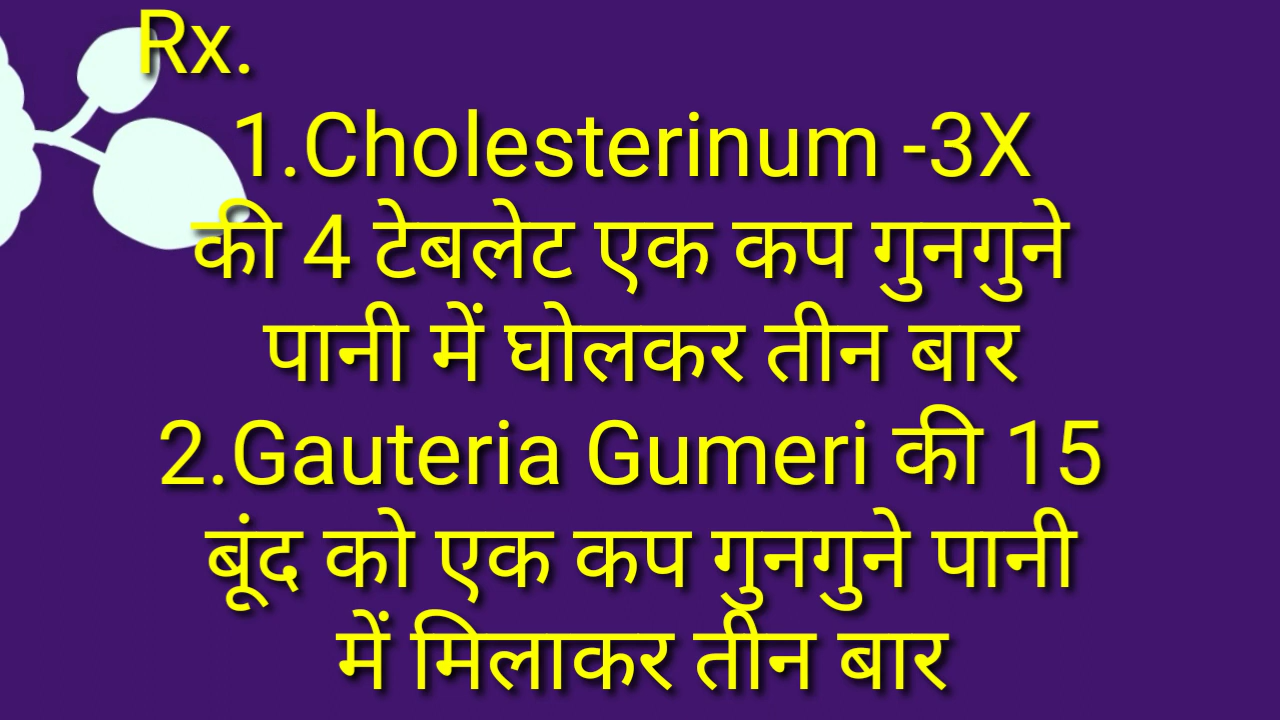 Rx.
1.Cholesterinum -3X
की 4 टेबलेट एक कप गुनगुने
पानी में घोलकर तीन बार
2.Gauteria Gumeri की 15
बूंद को एक कप गुनगुने पानी
में मिलाकर तीन बार